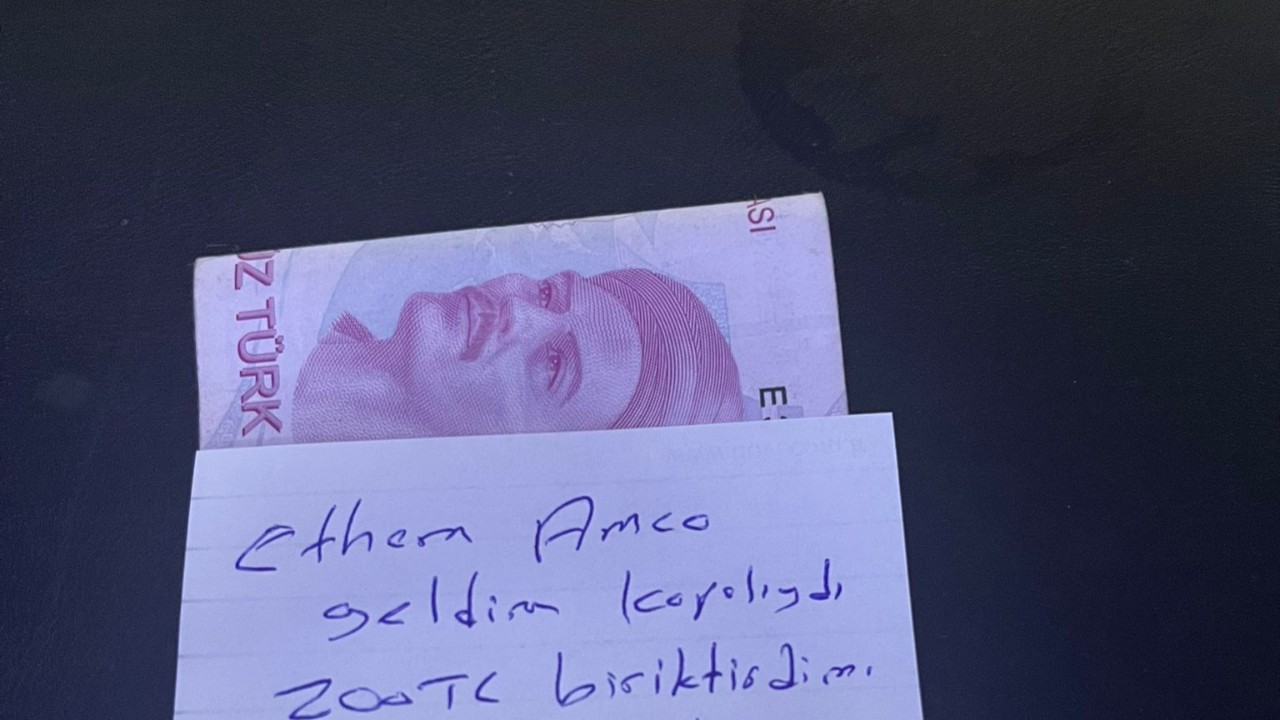 UZ TÜRK
ASI
E
Ethem Amca
geldim kapalıydı
200TL biriktirdim.